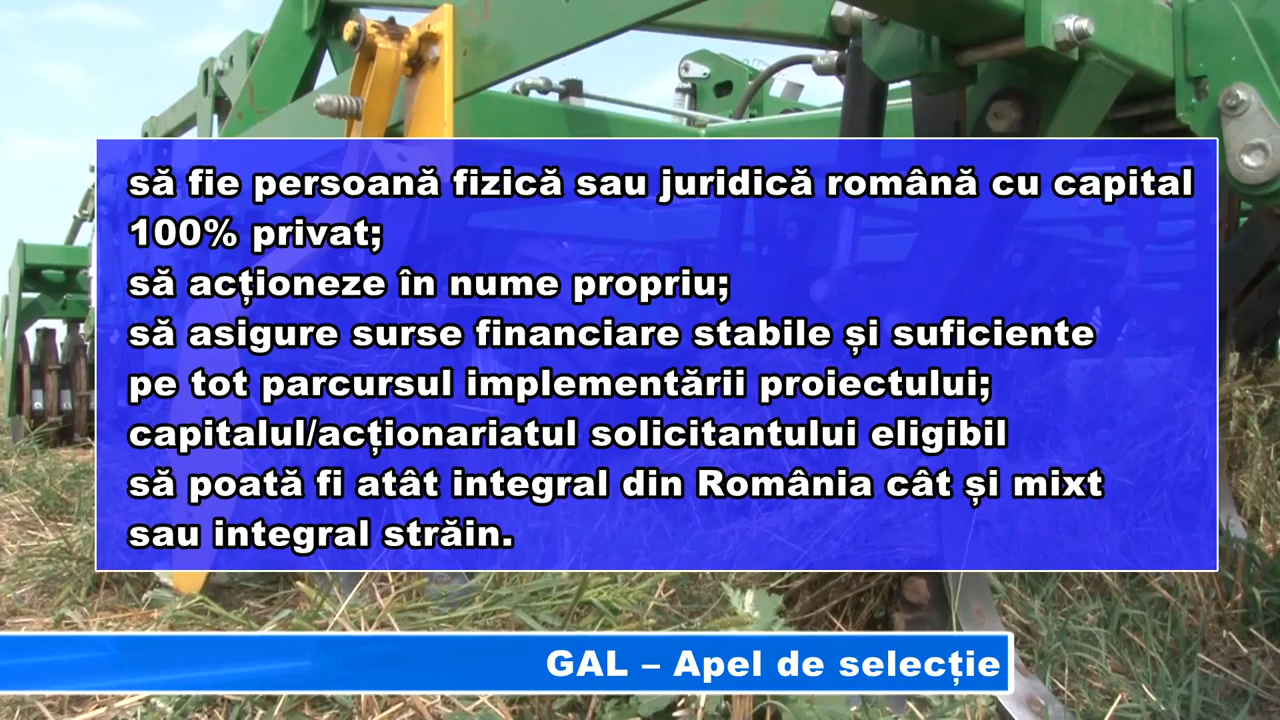 să fie persoană fizică sau juridică română cu capital
100% privat;
să acționeze în nume propriu;
să asigure surse financiare stabile și suficiente
pe tot parcursul implementării proiectului;
capitalul/acționariatul solicitantului eligibil
să poată fi atât integral din România cât și mixt
sau integral străin.
GAL – Apel de selecție